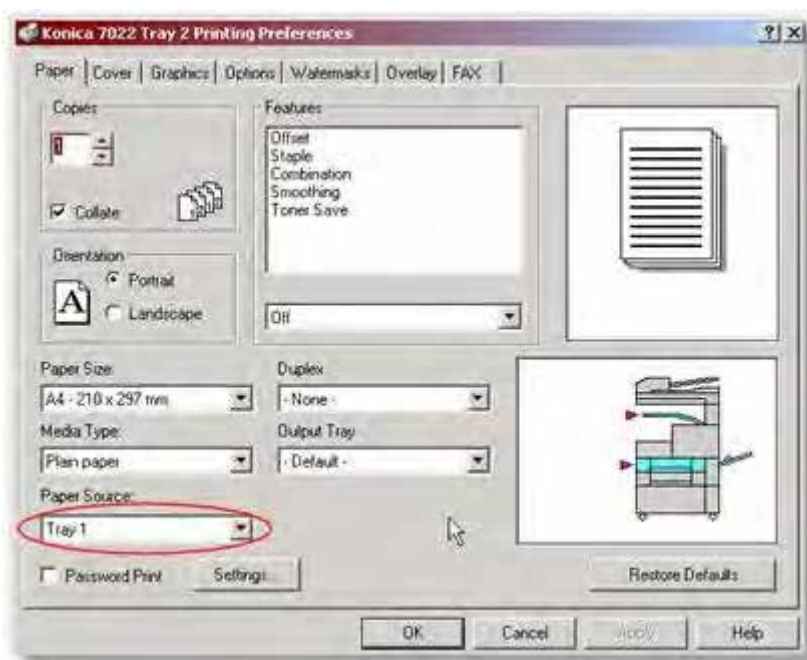 Konica 7022 Tray 2 Printing Preferences
Paper Cover Graphics Options Watermasks Overlay FAX
Copies
1
Collate
Orientation
A
Portrait
Landscape
Features
Offset
Staple
Combination
Smoothing
Toner Save
Off
Paper Size:
A4 - 210 x 297 mm
Duplex
- None -
Media Type:
Plain paper
Output Tray
- Default -
Paper Source:
Tray 1
Password Print
Settings...
Restore Defaults
OK Cancel Apply Help